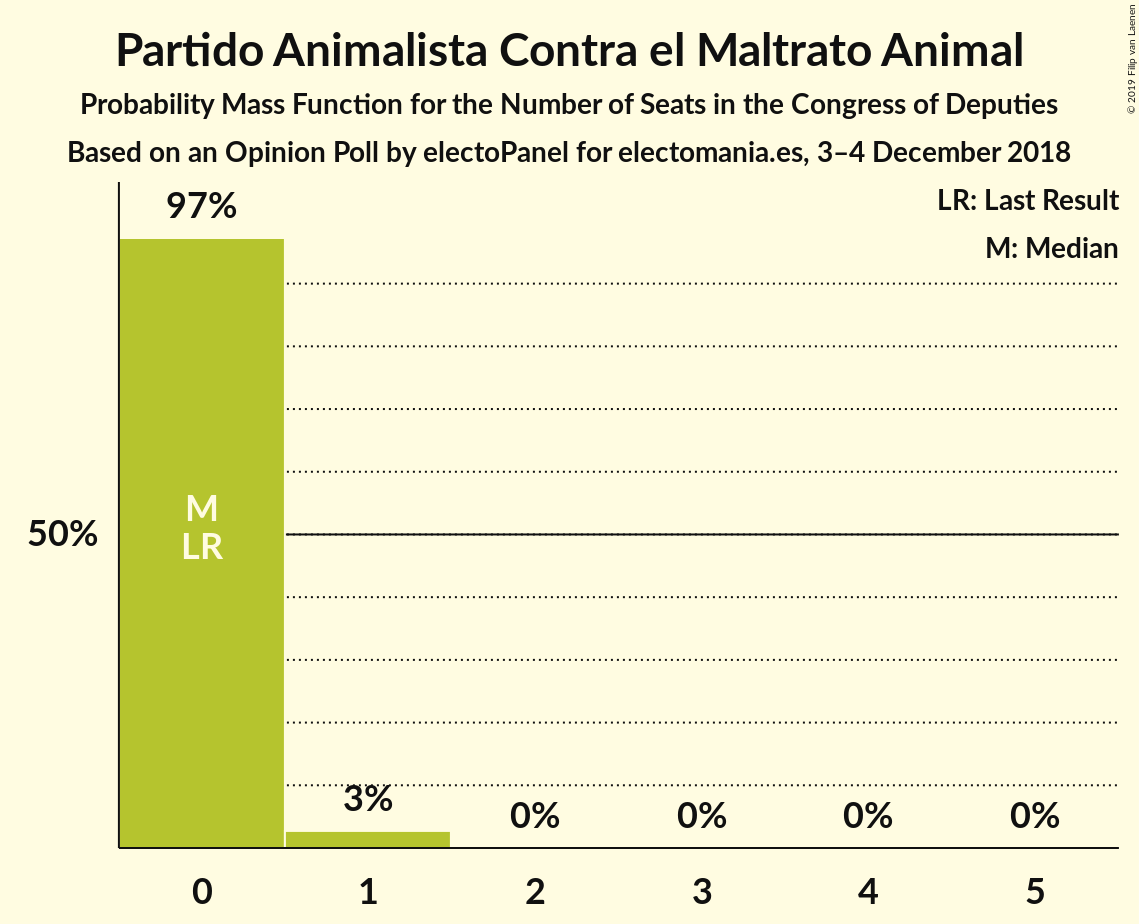 Partido Animalista Contra el Maltrato Animal
Probability Mass Function for the Number of Seats in the Congress of Deputies
Based on an Opinion Poll by electoPanel for electomania.es, 3–4 December 2018
© 2019 Filip van Laenen
LR: Last Result
M: Median
97%
M
LR
50%
3%
0%
0%
0%
0%
0
1
2
3
4
5